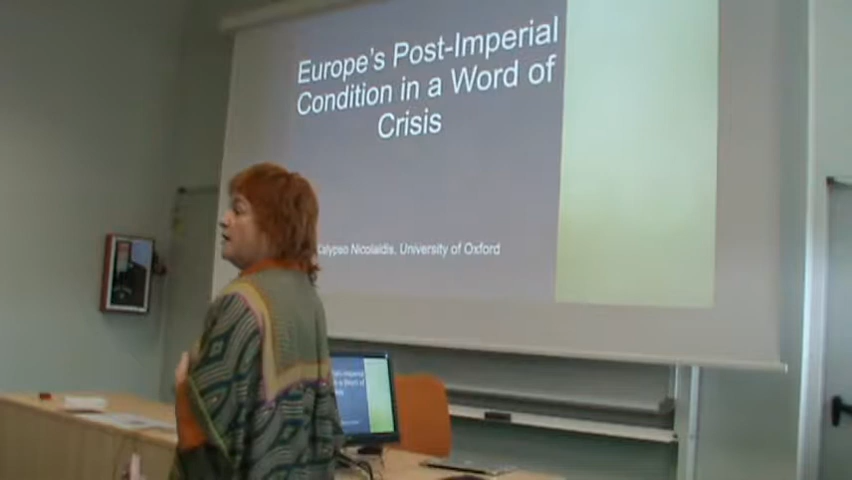 Europe's Post-Imperial
Condition in a Word of
Crisis
Kalypso Nicolaidis, University of Oxford